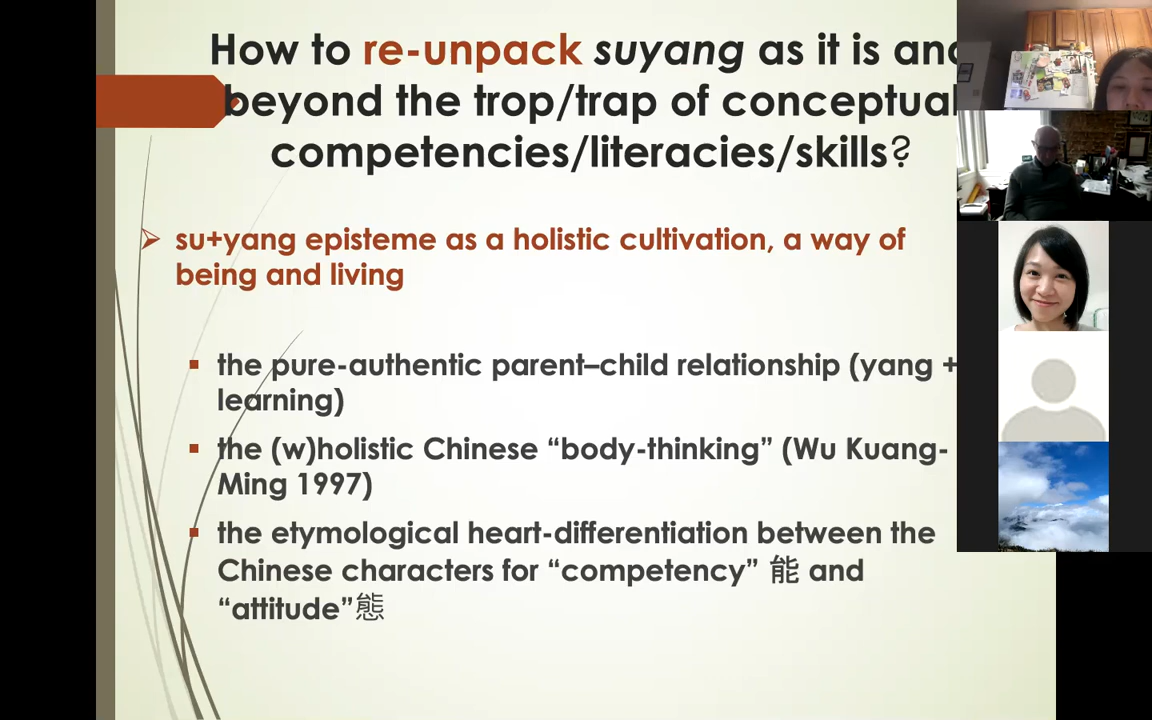 How to re-unpack suyang as it is and
beyond the trop/trap of conceptual
competencies/literacies/skills?
su+yang episteme as a holistic cultivation, a way of
being and living
the pure-authentic parent–child relationship (yang +
learning)
the (w)holistic Chinese “body-thinking” (Wu Kuang-
Ming 1997)
the etymological heart-differentiation between the
Chinese characters for “competency” 能 and
“attitude”態